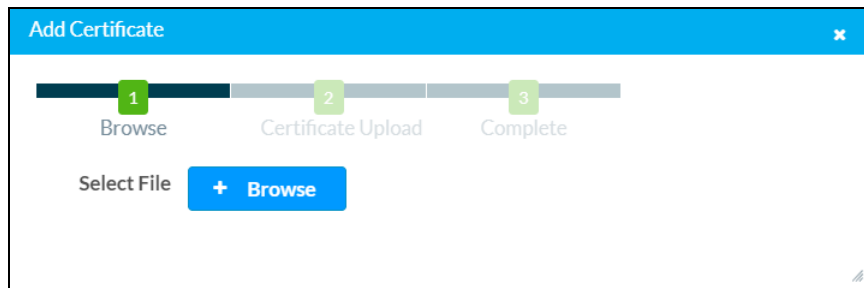 Add Certificate
1 2 3
Browse Certificate Upload Complete
Select File + Browse